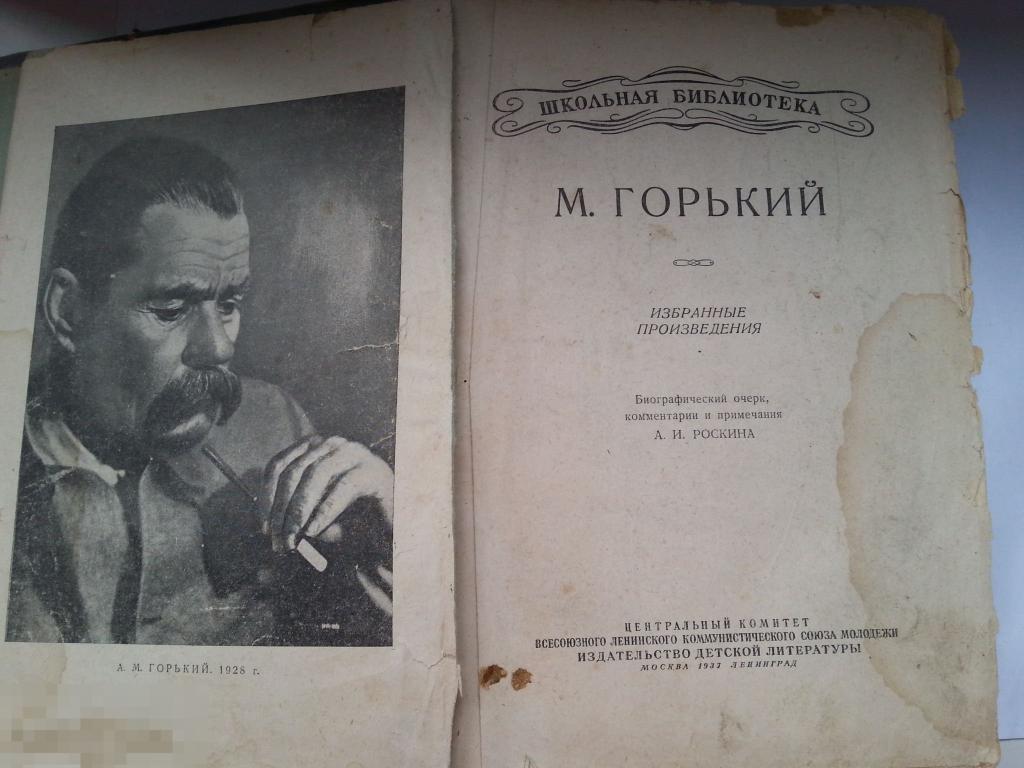 А. М. ГОРЬКИЙ. 1928 г.
ШКОЛЬНАЯ БИБЛИОТЕКА
М. ГОРЬКИЙ
ИЗБРАННЫЕ
ПРОИЗВЕДЕНИЯ
Биографический очерк,
комментарии и примечания
А. И. РОСКИНА
ЦЕНТРАЛЬНЫЙ КОМИТЕТ
ВСЕСОЮЗНОГО ЛЕНИНСКОГО КОММУНИСТИЧЕСКОГО СОЮЗА МОЛОДЕЖИ
ИЗДАТЕЛЬСТВО ДЕТСКОЙ ЛИТЕРАТУРЫ
МОСКВА 1937 ЛЕНИНГРАД